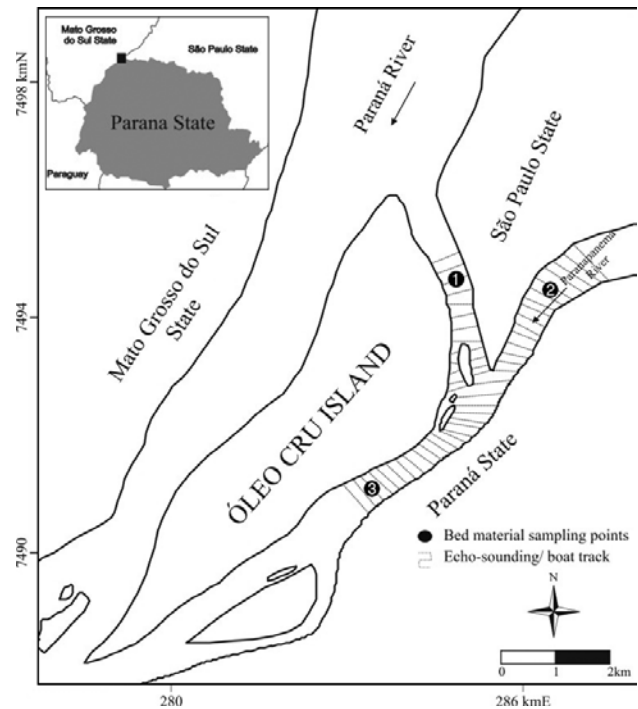 Mato Grosso
do Sul State
São Paulo State
Parana State
Paraguay
7498 kmN
7494
7490
Paraná River
São Paulo State
Paranapanema
River
Mato Grosso do Sul
State
1
2
ÓLEO CRU ISLAND
3
Paraná State
Bed material sampling points
Echo-sounding/ boat track
N
0 1 2km
280
286 kmE